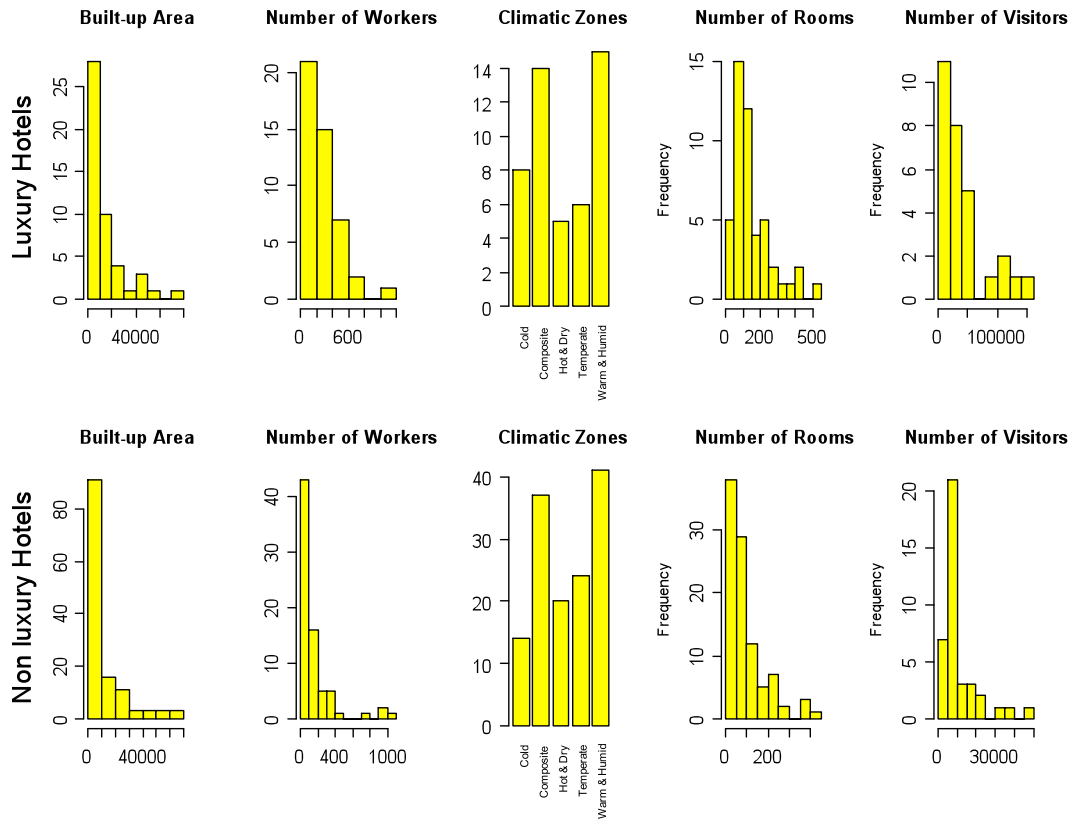 Built-up Area
Number of Workers
Climatic Zones
Number of Rooms
Number of Visitors
Luxury Hotels
0 5 10 15 20 25
0 40000
0 5 10 15 20
0 600
0 2 4 6 8 10 12 14
Cold
Composite
Hot & Dry
Temperate
Warm & Humid
Frequency
0 5 10 15
0 200 500
Frequency
0 2 4 6 8 10
0 100000
Built-up Area
Number of Workers
Climatic Zones
Number of Rooms
Number of Visitors
Non luxury Hotels
0 20 40 60 80
0 40000
0 10 20 30 40
0 400 1000
0 10 20 30 40
Cold
Composite
Hot & Dry
Temperate
Warm & Humid
Frequency
0 10 20 30
0 200
Frequency
0 5 10 15 20
0 30000